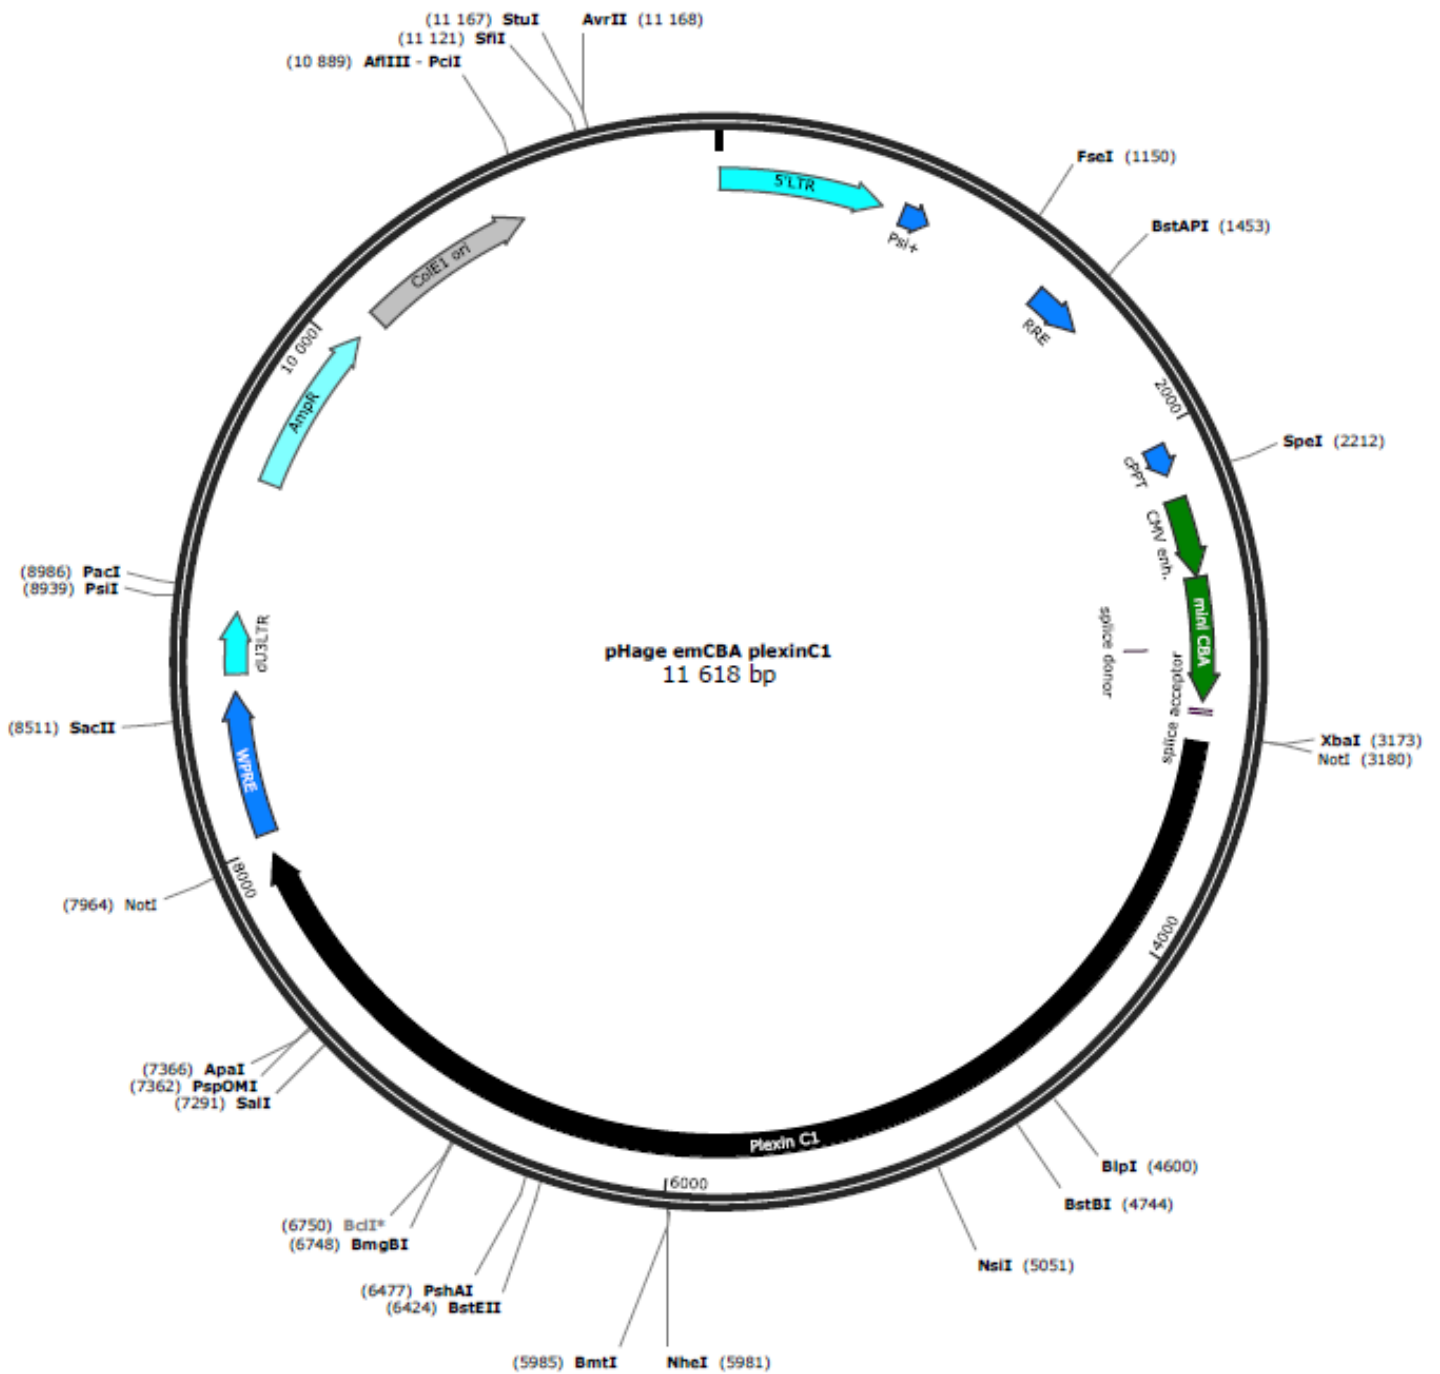 (11 167) StuI
AvrII (11 168)
(11 121) SfiI
(10 889) AflIII - PciI
FseI (1150)
5'LTR
BstAPI (1453)
Psi+
ColE1 ori
RRE
10 000
2000
AmpR
SpeI (2212)
cPPT
CMV enh.
(8986) PacI
(8939) PsiI
mini CBA
dU3LTR
splice donor
pHage emCBA plexinC1
11 618 bp
splice acceptor
(8511) SacII
XbaI (3173)
NotI (3180)
WPRE
8000
(7964) NotI
4000
(7366) ApaI
(7362) PspOMI
(7291) SalI
Plexin C1
BlpI (4600)
6000
BstBI (4744)
(6750) BclI*
(6748) BmgBI
NsiI (5051)
(6477) PshAI
(6424) BstEII
(5985) BmtI
NheI (5981)